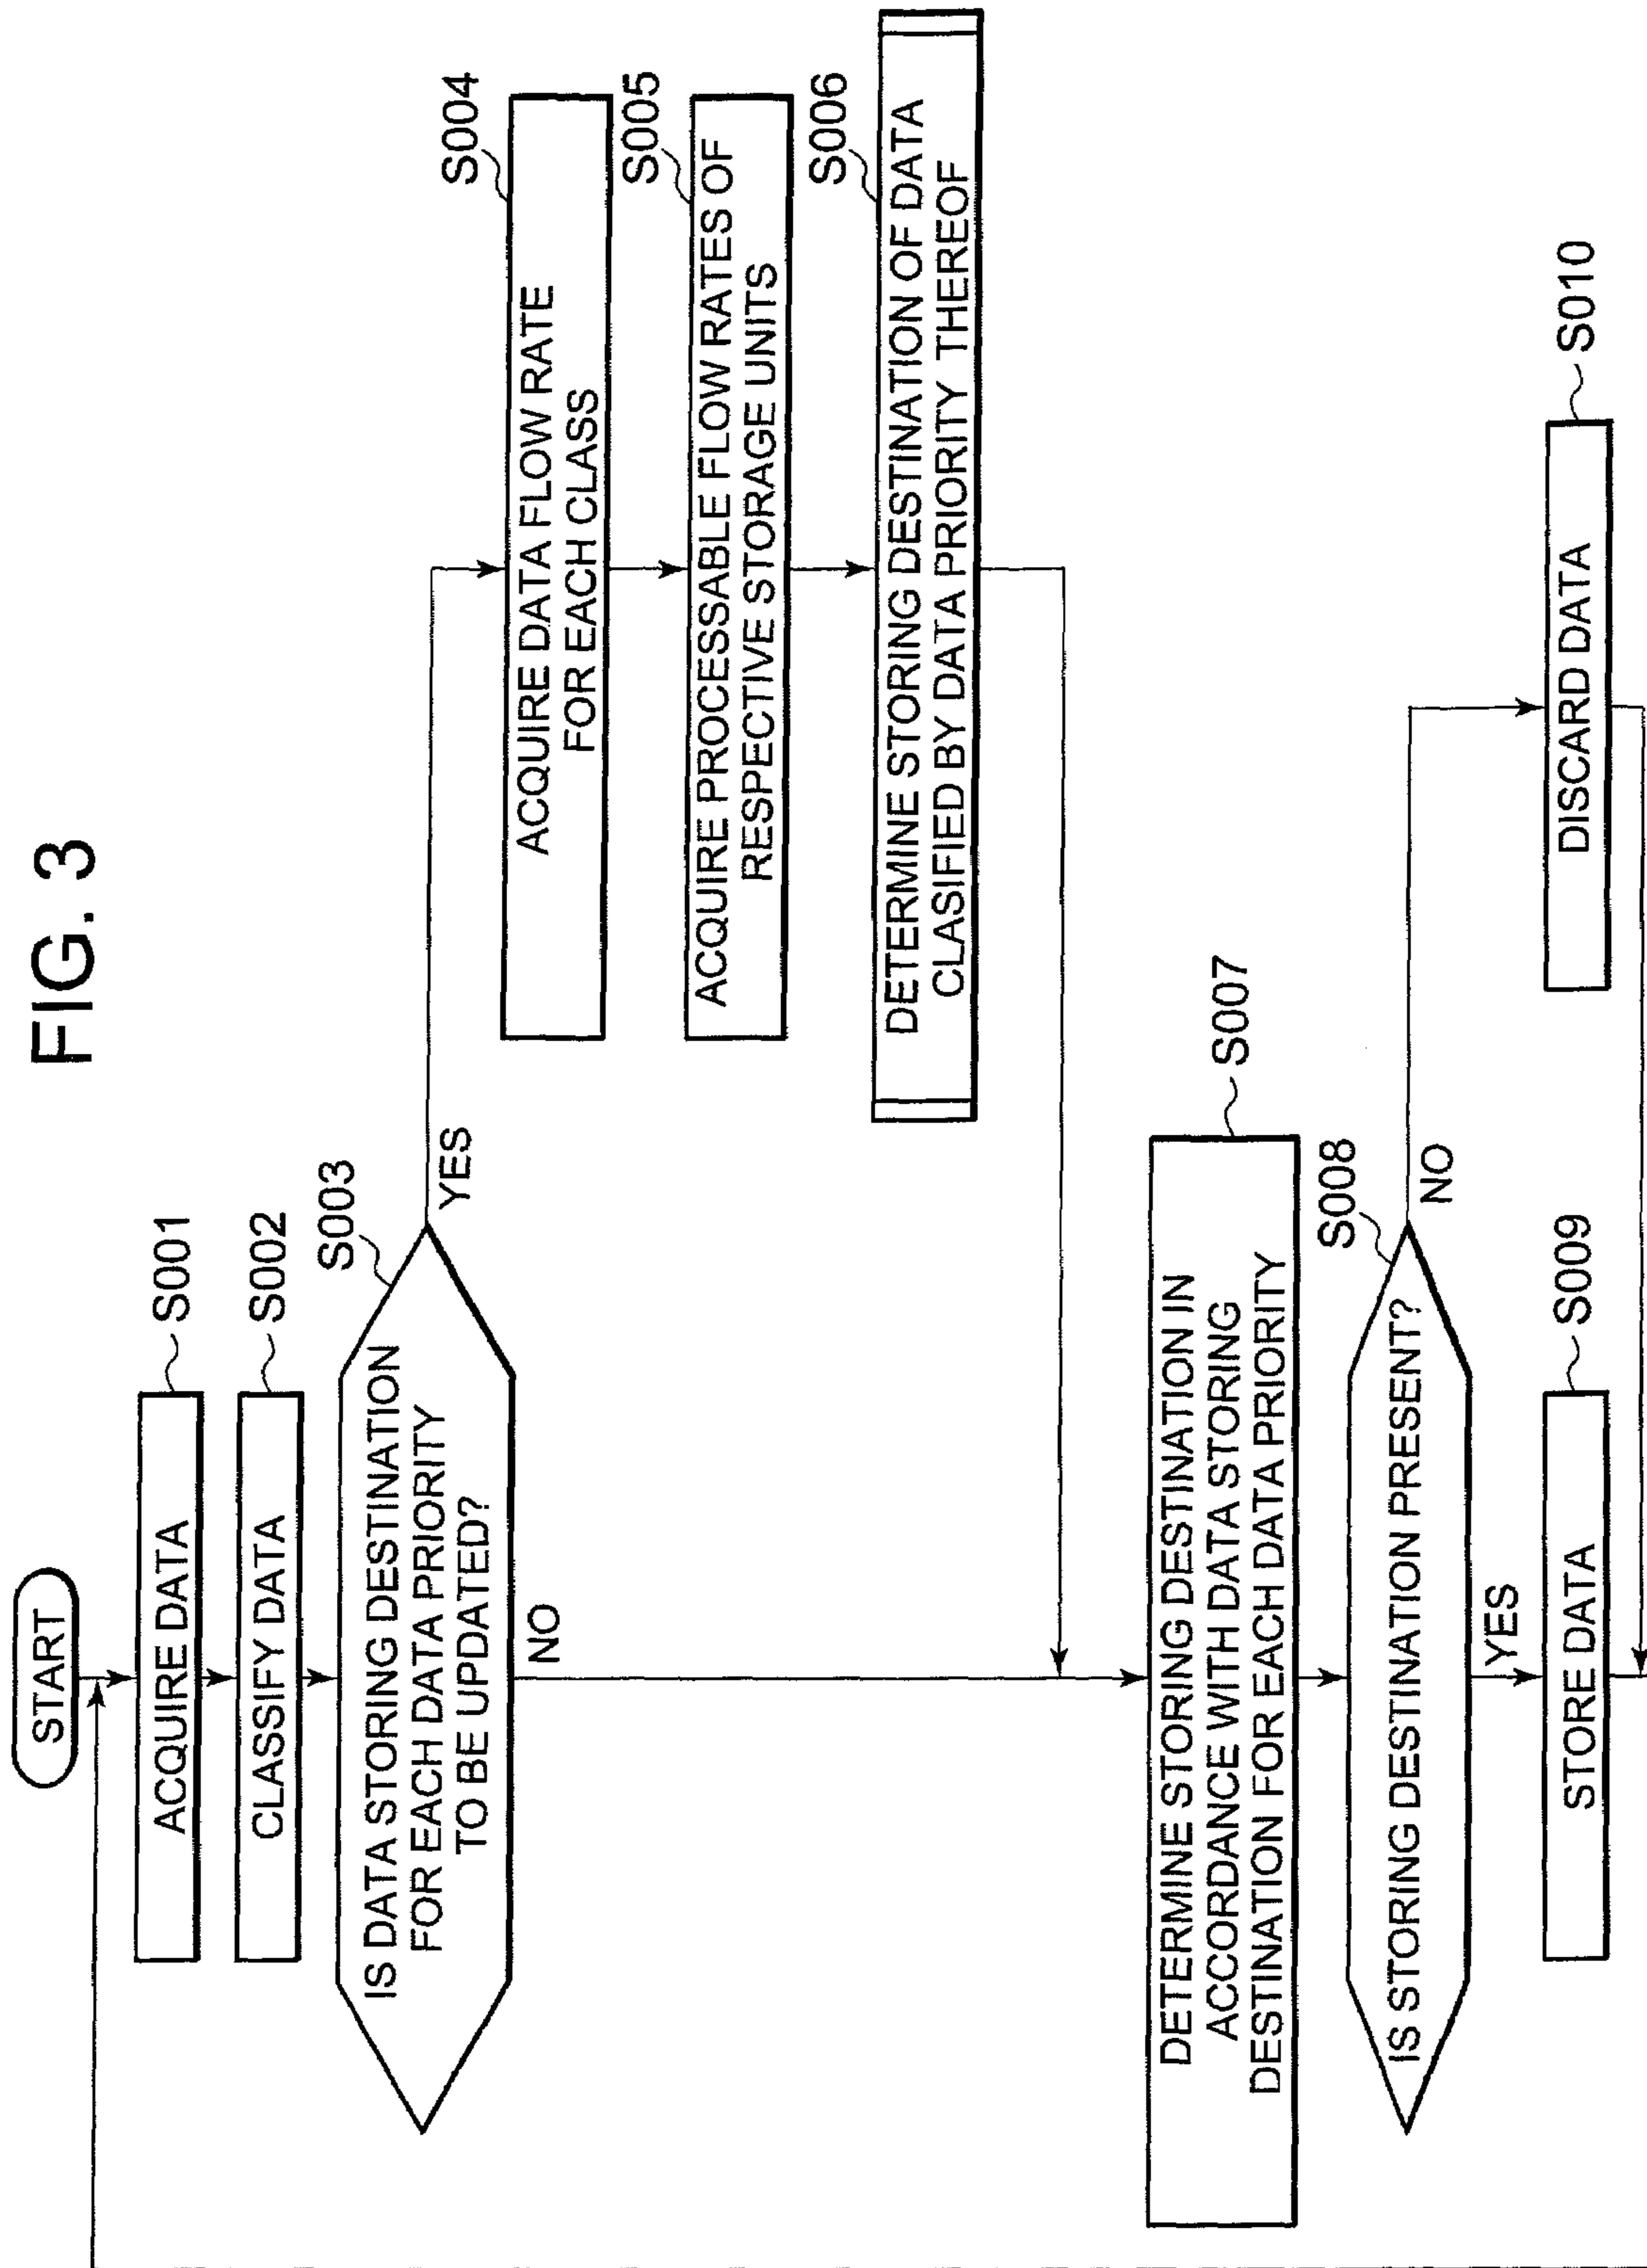 FIG. 3
START
ACQUIRE DATA
S001
CLASSIFY DATA
S002
IS DATA STORING DESTINATION
FOR EACH DATA PRIORITY
TO BE UPDATED?
S003
YES
NO
ACQUIRE DATA FLOW RATE
FOR EACH CLASS
S004
ACQUIRE PROCESSABLE FLOW RATES OF
RESPECTIVE STORAGE UNITS
S005
DETERMINE STORING DESTINATION OF DATA
CLASIFIED BY DATA PRIORITY THEREOF
S006
DETERMINE STORING DESTINATION IN
ACCORDANCE WITH DATA STORING
DESTINATION FOR EACH DATA PRIORITY
S007
IS STORING DESTINATION PRESENT?
S008
NO
YES
STORE DATA
S009
DISCARD DATA
S010